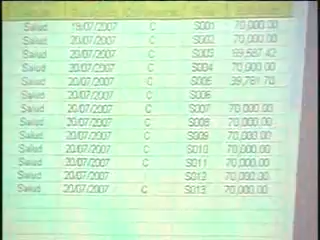 Salud 19/07/2007 C S001 70,000.00
Salud 20/07/2007 C S002 70,000.00
Salud 20/07/2007 C S003 69,587.42
Salud 20/07/2007 C S004 70,000.00
Salud 20/07/2007 C S005 39,781.70
Salud 20/07/2007 C S006
Salud 20/07/2007 C S007 70,000.00
Salud 20/07/2007 C S008 70,000.00
Salud 20/07/2007 C S009 70,000.00
Salud 20/07/2007 C S010 70,000.00
Salud 20/07/2007 C S011 70,000.00
Salud 20/07/2007 S012 70,000.00
Salud 20/07/2007 C S013 70,000.00